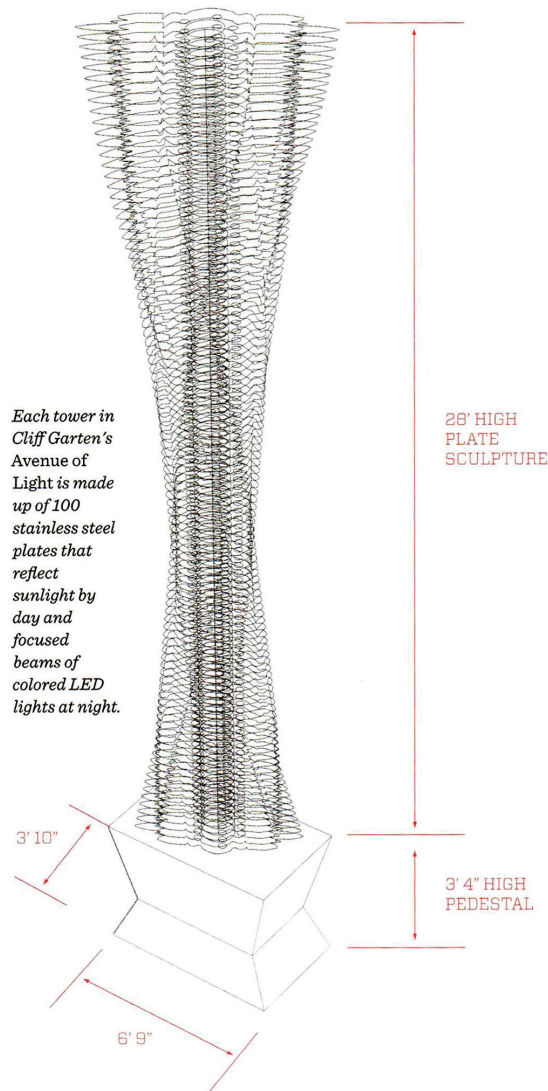 Each tower in
Cliff Garten's
Avenue of
Light is made
up of 100
stainless steel
plates that
reflect
sunlight by
day and
focused
beams of
colored LED
lights at night.
28' HIGH
PLATE
SCULPTURE
3' 10"
3' 4" HIGH
PEDESTAL
6' 9"